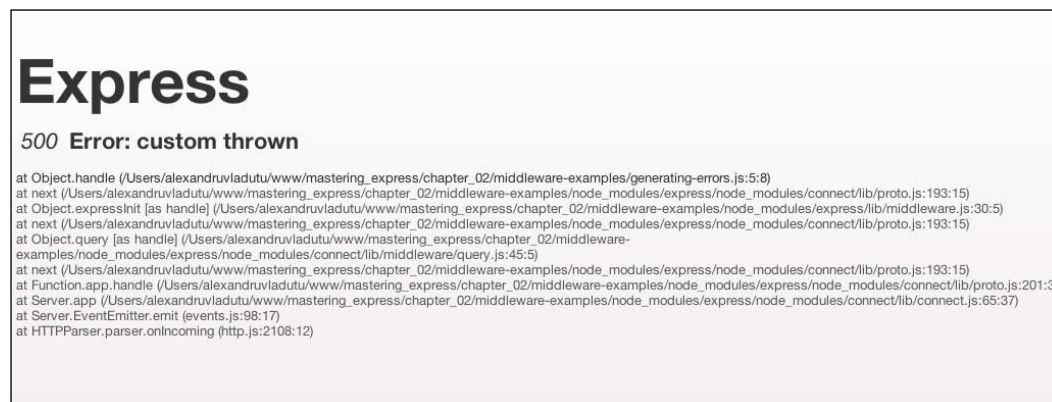 Express
500 Error: custom thrown
at Object.handle (/Users/alexandruvladutu/www/mastering_express/chapter_02/middleware-examples/generating-errors.js:5:8)
at next (/Users/alexandruvladutu/www/mastering_express/chapter_02/middleware-examples/node_modules/express/node_modules/connect/lib/proto.js:193:15)
at Object.expressInit [as handle] (/Users/alexandruvladutu/www/mastering_express/chapter_02/middleware-examples/node_modules/express/lib/middleware.js:30:5)
at next (/Users/alexandruvladutu/www/mastering_express/chapter_02/middleware-examples/node_modules/express/node_modules/connect/lib/proto.js:193:15)
at Object.query [as handle] (/Users/alexandruvladutu/www/mastering_express/chapter_02/middleware-
examples/node_modules/express/node_modules/connect/lib/middleware/query.js:45:5)
at next (/Users/alexandruvladutu/www/mastering_express/chapter_02/middleware-examples/node_modules/express/node_modules/connect/lib/proto.js:193:15)
at Function.app.handle (/Users/alexandruvladutu/www/mastering_express/chapter_02/middleware-examples/node_modules/express/node_modules/connect/lib/proto.js:201:3
at Server.app (/Users/alexandruvladutu/www/mastering_express/chapter_02/middleware-examples/node_modules/express/node_modules/connect/lib/connect.js:65:37)
at Server.EventEmitter.emit (events.js:98:17)
at HTTPParser.parser.onIncoming (http.js:2108:12)